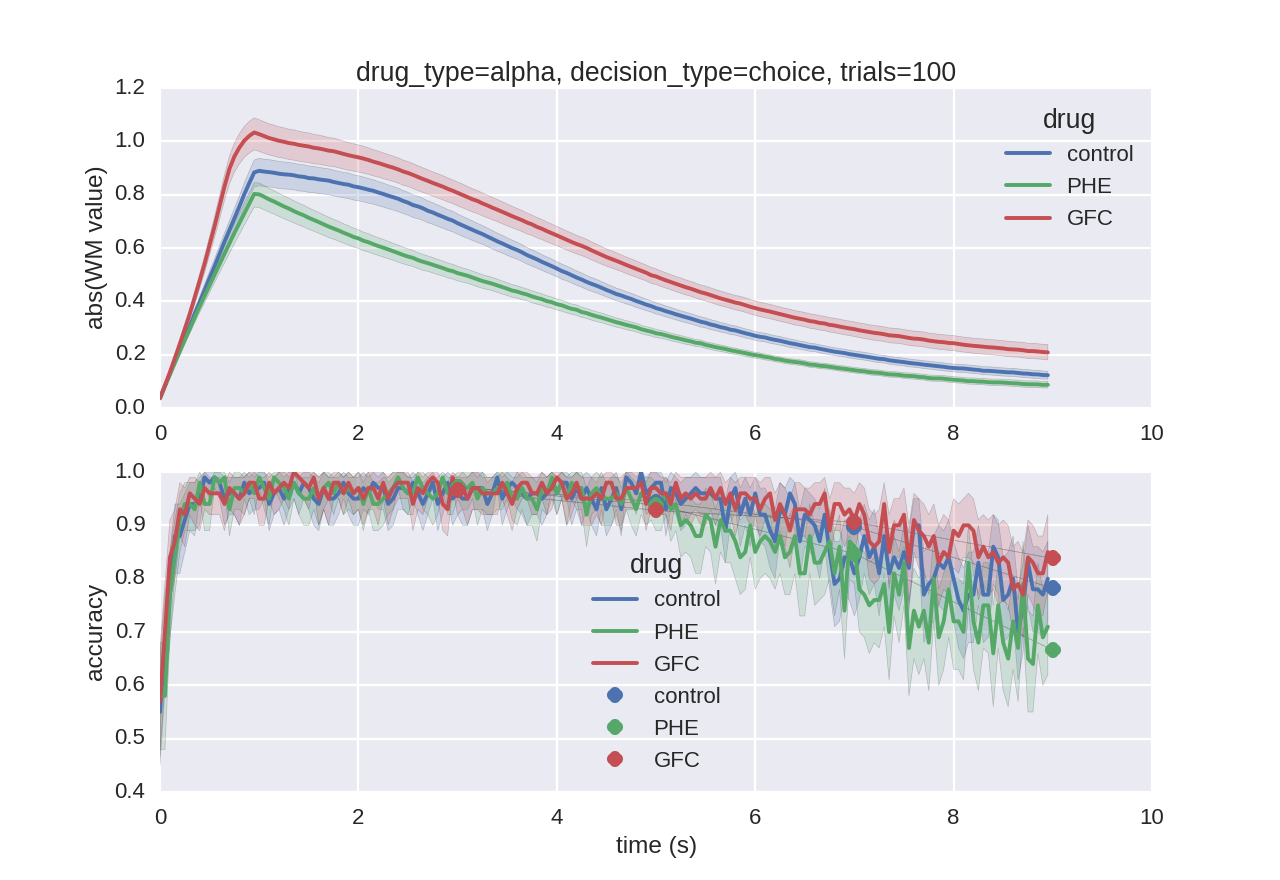 drug_type=alpha, decision_type=choice, trials=100
abs(WM value)
1.2
1.0
0.8
0.6
0.4
0.2
0.0
0 2 4 6 8 10
drug
control
PHE
GFC
accuracy
1.0
0.9
0.8
0.7
0.6
0.5
0.4
0 2 4 6 8 10
time (s)
drug
control
PHE
GFC
control
PHE
GFC